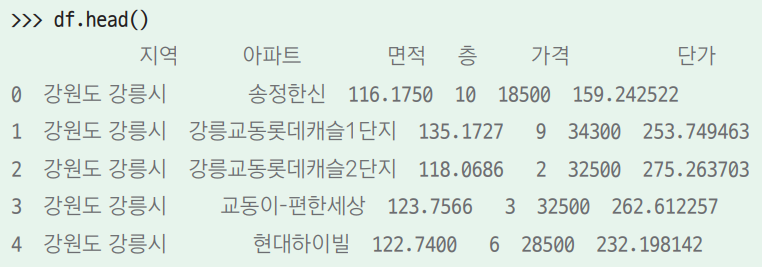 >>> df.head()
지역 아파트 면적 층 가격 단가
0 강원도 강릉시 송정한신 116.1750 10 18500 159.242522
1 강원도 강릉시 강릉교동롯데캐슬1단지 135.1727 9 34300 253.749463
2 강원도 강릉시 강릉교동롯데캐슬2단지 118.0686 2 32500 275.263703
3 강원도 강릉시 교동이-편한세상 123.7566 3 32500 262.612257
4 강원도 강릉시 현대하이빌 122.7400 6 28500 232.198142